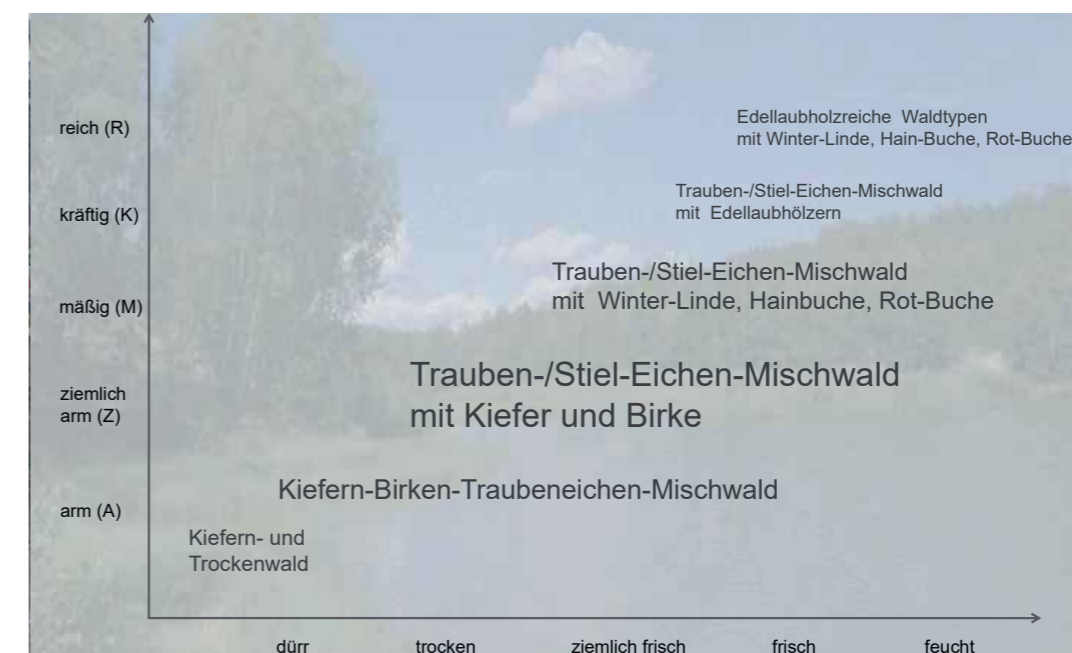 reich (R)
Edellaubholzreiche Waldtypen
mit Winter-Linde, Hain-Buche, Rot-Buche
kräftig (K)
Trauben-/Stiel-Eichen-Mischwald
mit Edellaubhölzern
mäßig (M)
Trauben-/Stiel-Eichen-Mischwald
mit Winter-Linde, Hainbuche, Rot-Buche
ziemlich
arm (Z)
Trauben-/Stiel-Eichen-Mischwald
mit Kiefer und Birke
arm (A)
Kiefern-Birken-Traubeneichen-Mischwald
Kiefern- und
Trockenwald
dürr trocken ziemlich frisch frisch feucht